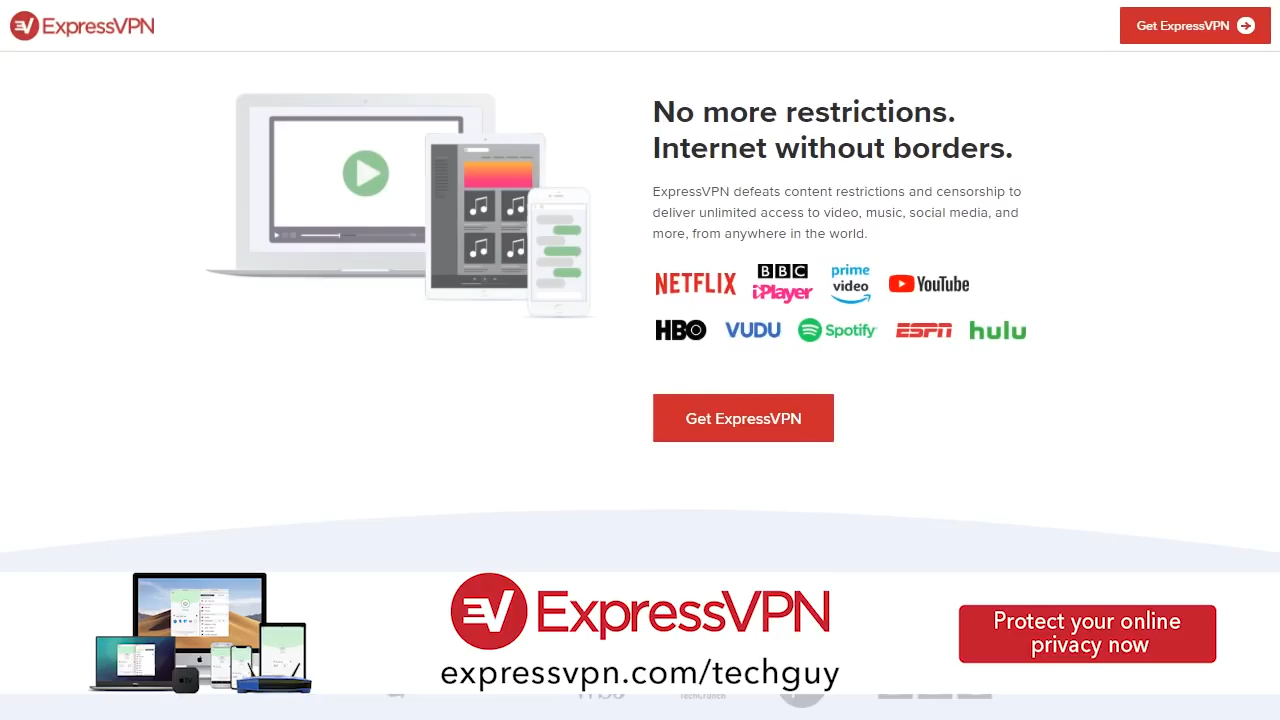 ExpressVPN
Get ExpressVPN
No more restrictions.
Internet without borders.
ExpressVPN defeats content restrictions and censorship to
deliver unlimited access to video, music, social media, and
more, from anywhere in the world.
NETFLIX
BBC
iPlayer
prime
video
YouTube
HBO
VUDU
Spotify
ESPN
hulu
Get ExpressVPN
ExpressVPN
expressvpn.com/techguy
Protect your online
privacy now
TechCrunch